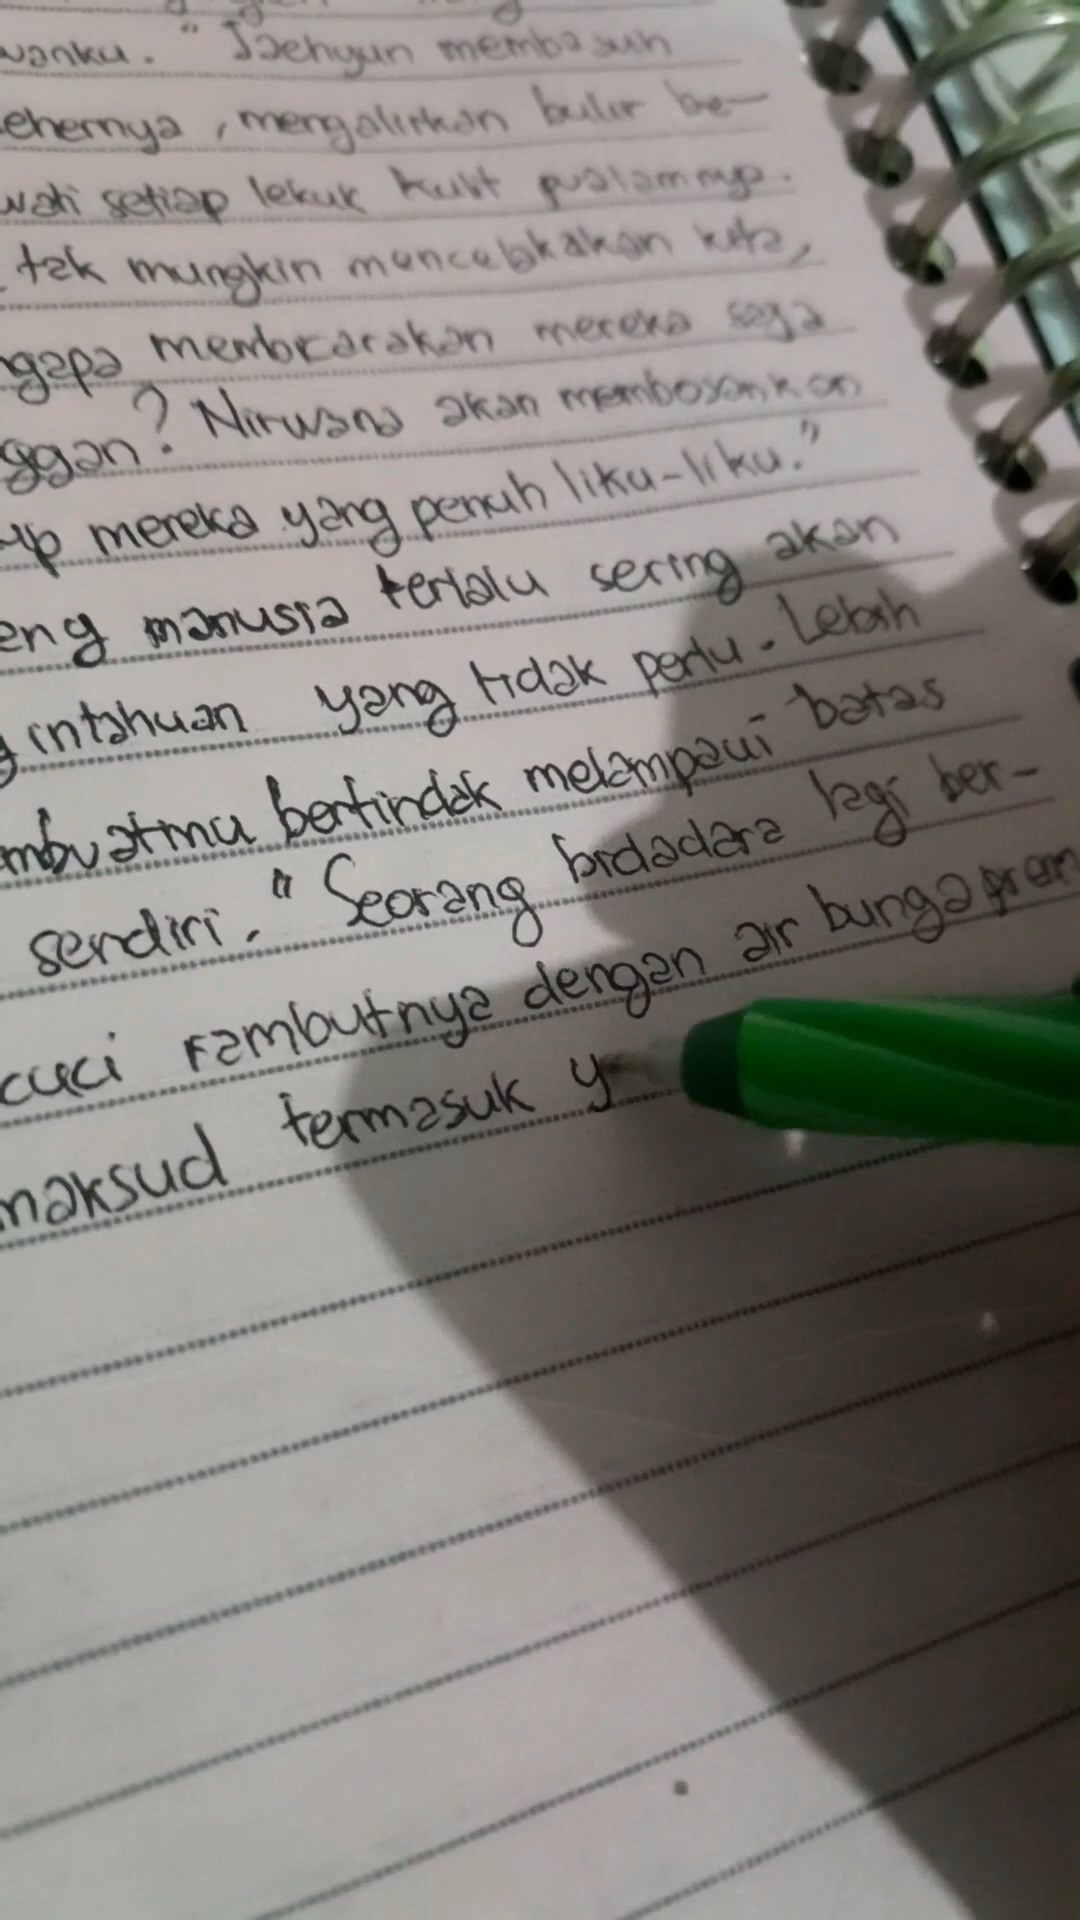 wanku. " Jaehyun membasuh
ehernya, mengalirkan bulir be-
wati setiap lekuk kulit pualamnya.
tak mungkin mencelakakan kita,
ngapa membicarakan mereka saja
ggan? Nirwana akan membosankan
up mereka yang penuh liku-liku."
eng manusia terlalu sering akan
gintahuan yang tidak perlu. Lebih
mbuatmu bertindak melampaui batas
sendiri." Seorang bidadara lagi ber-
cuci rambutnya dengan air bunga
maksud termasuk y